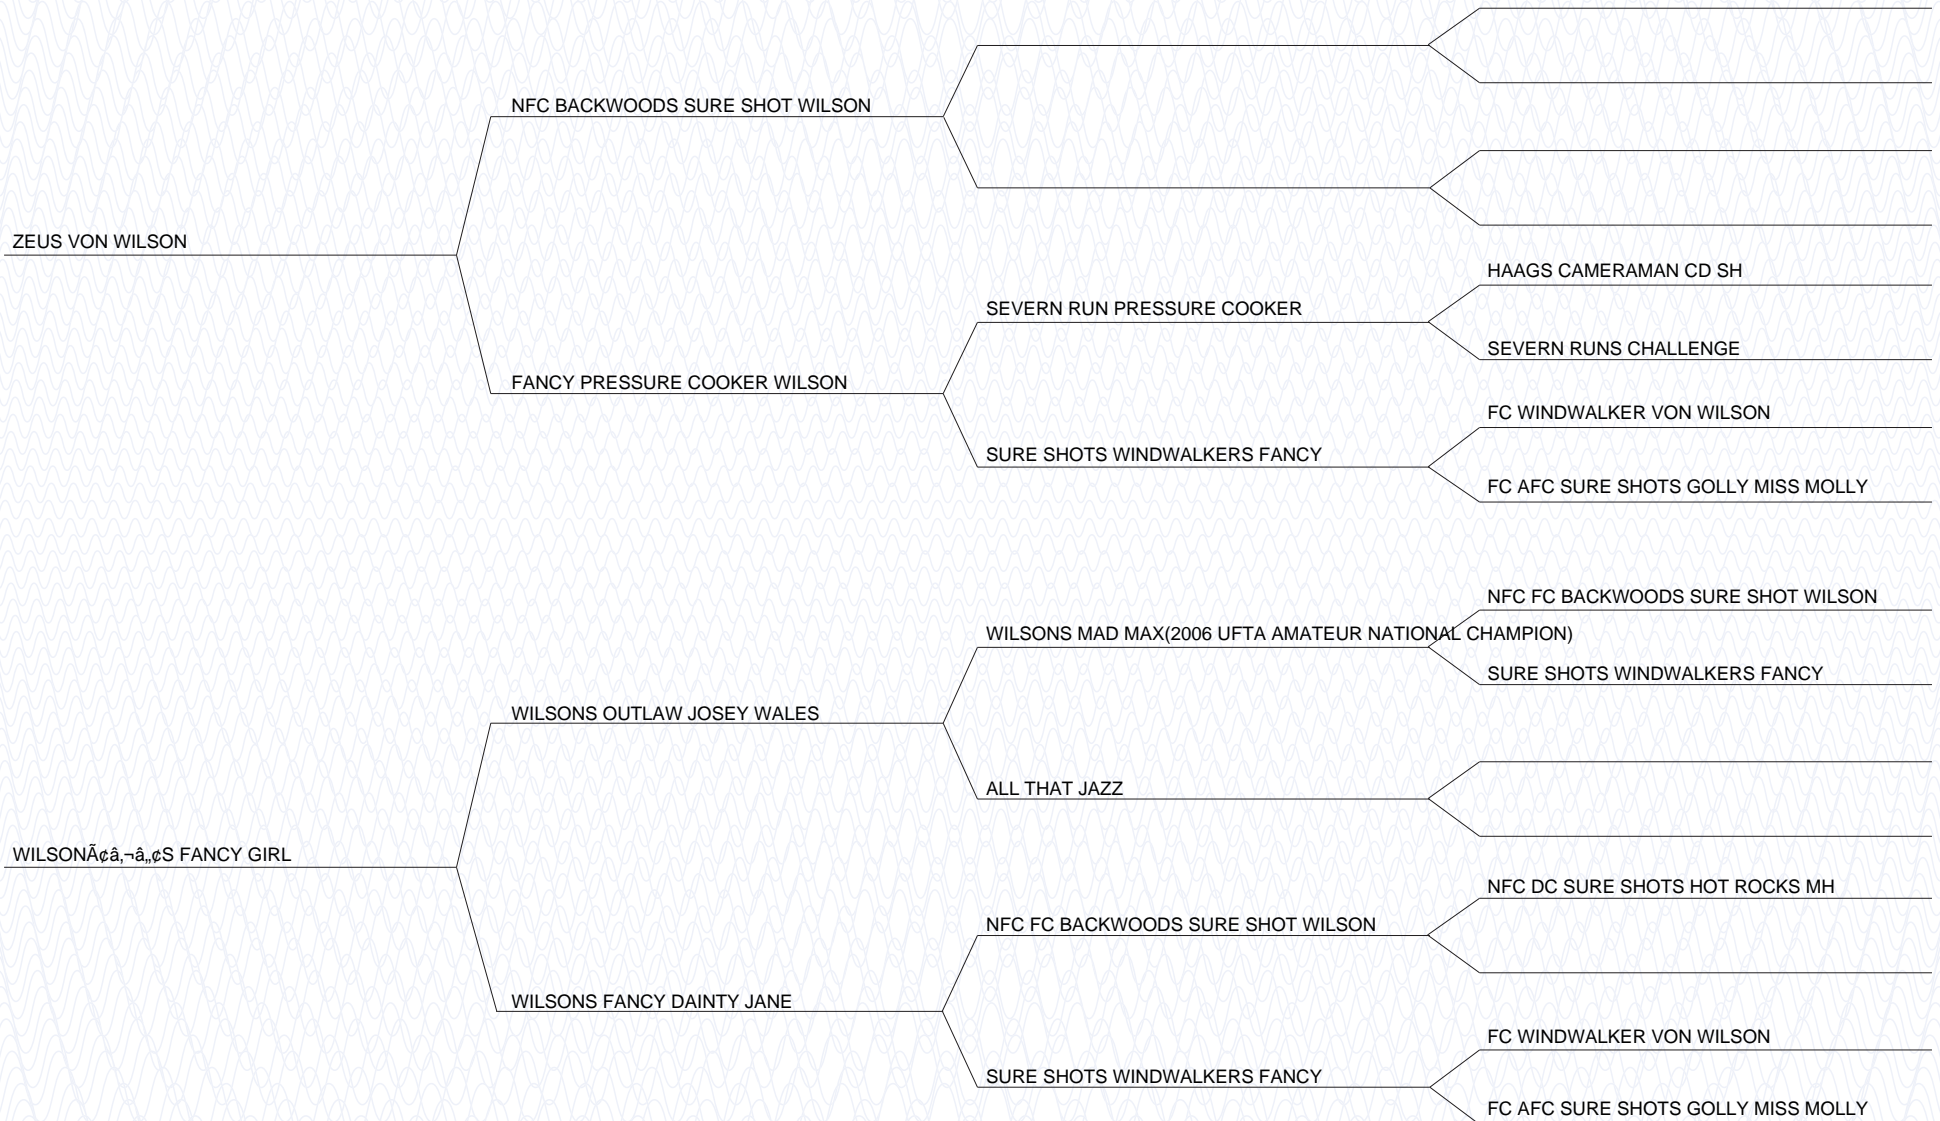 NFC BACKWOODS SURE SHOT WILSON
ZEUS VON WILSON
HAAGS CAMERAMAN CD SH
SEVERN RUN PRESSURE COOKER
SEVERN RUNS CHALLENGE
FANCY PRESSURE COOKER WILSON
FC WINDWALKER VON WILSON
SURE SHOTS WINDWALKERS FANCY
FC AFC SURE SHOTS GOLLY MISS MOLLY
NFC FC BACKWOODS SURE SHOT WILSON
WILSONS MAD MAX(2006 UFTA AMATEUR NATIONAL CHAMPION)
SURE SHOTS WINDWALKERS FANCY
WILSONS OUTLAW JOSEY WALES
ALL THAT JAZZ
WILSONÃ¢â‚¬â„¢S FANCY GIRL
NFC DC SURE SHOTS HOT ROCKS MH
NFC FC BACKWOODS SURE SHOT WILSON
WILSONS FANCY DAINTY JANE
FC WINDWALKER VON WILSON
SURE SHOTS WINDWALKERS FANCY
FC AFC SURE SHOTS GOLLY MISS MOLLY